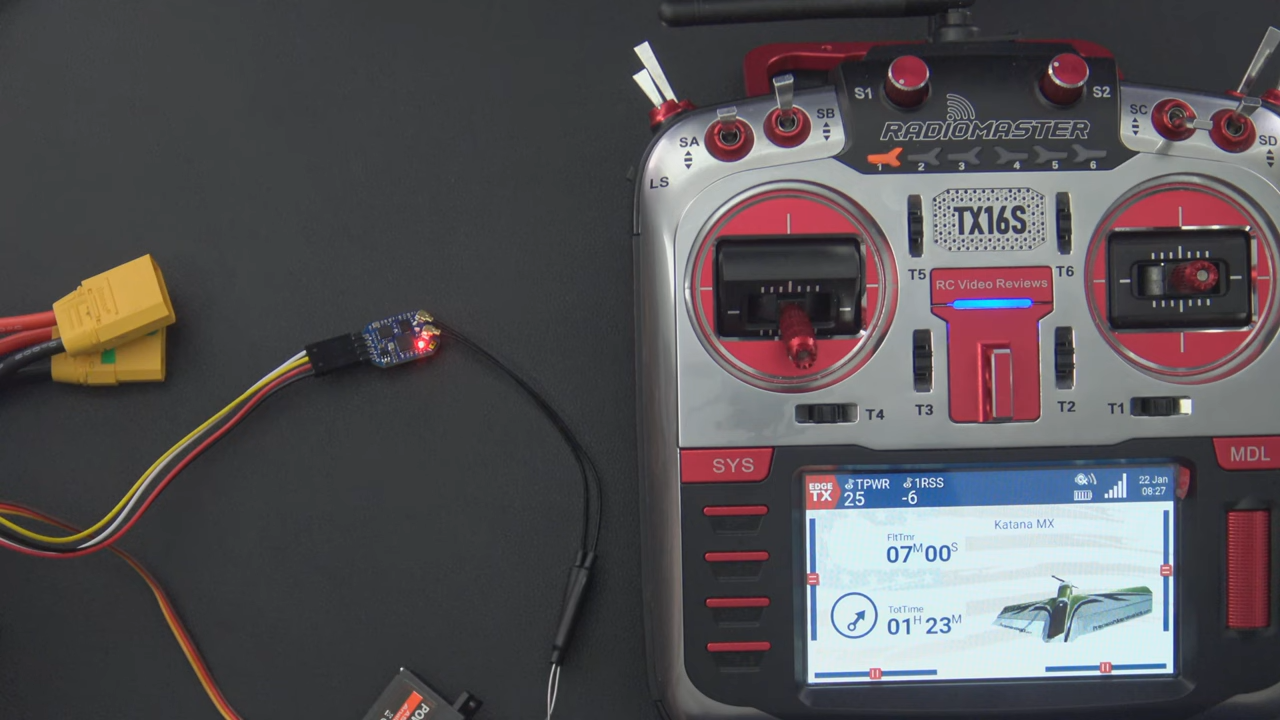 S1
S2
SB
SC
SA
SD
RADIOMASTER
1 2 3 4 5 6
LS
TX16S
T5
T6
RC Video Reviews
T4
T3
T2
T1
SYS
MDL
EDGE
TX
TPWR
25
1RSS
-6
22 Jan
08:27
Katana MX
FltTmr
07M00S
TotTime
01H23M